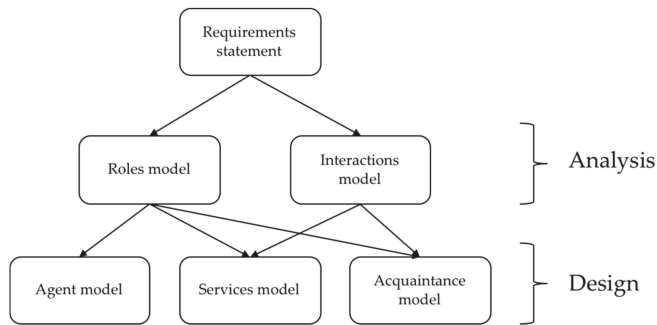 Requirements
statement
Roles model
Interactions
model
Analysis
Agent model
Services model
Acquaintance
model
Design